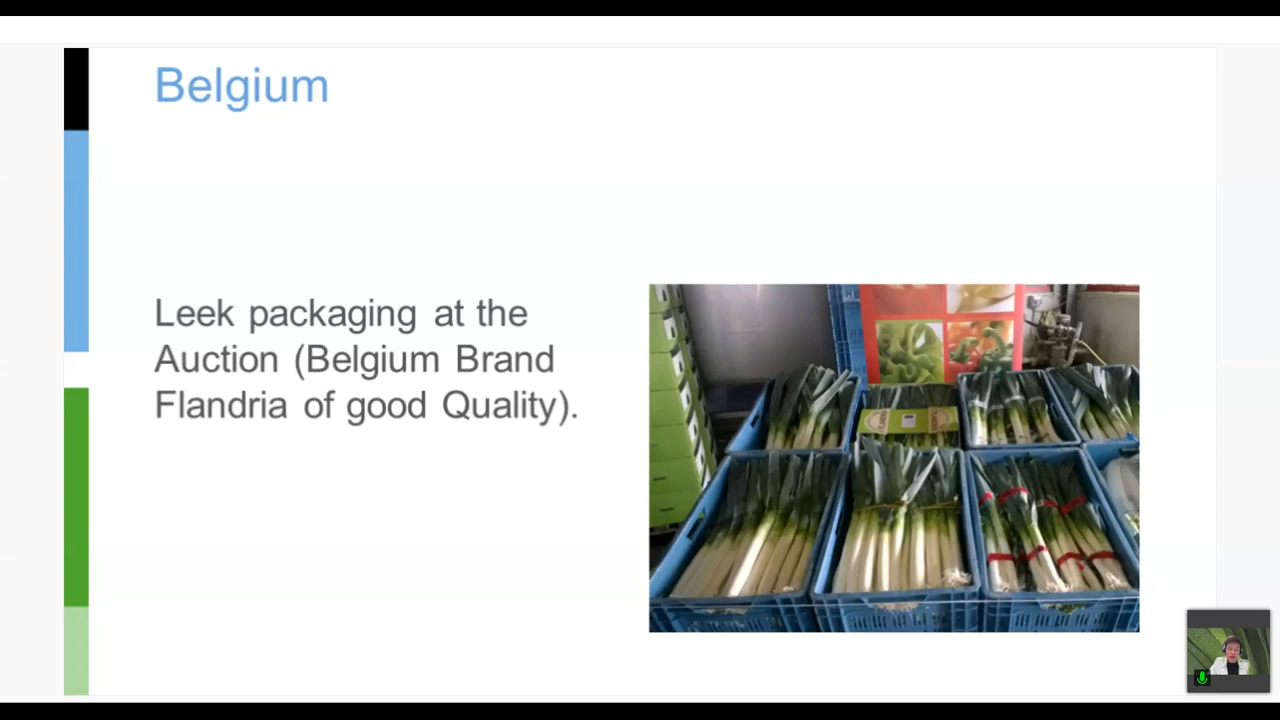 Belgium
Leek packaging at the
Auction (Belgium Brand
Flandria of good Quality).